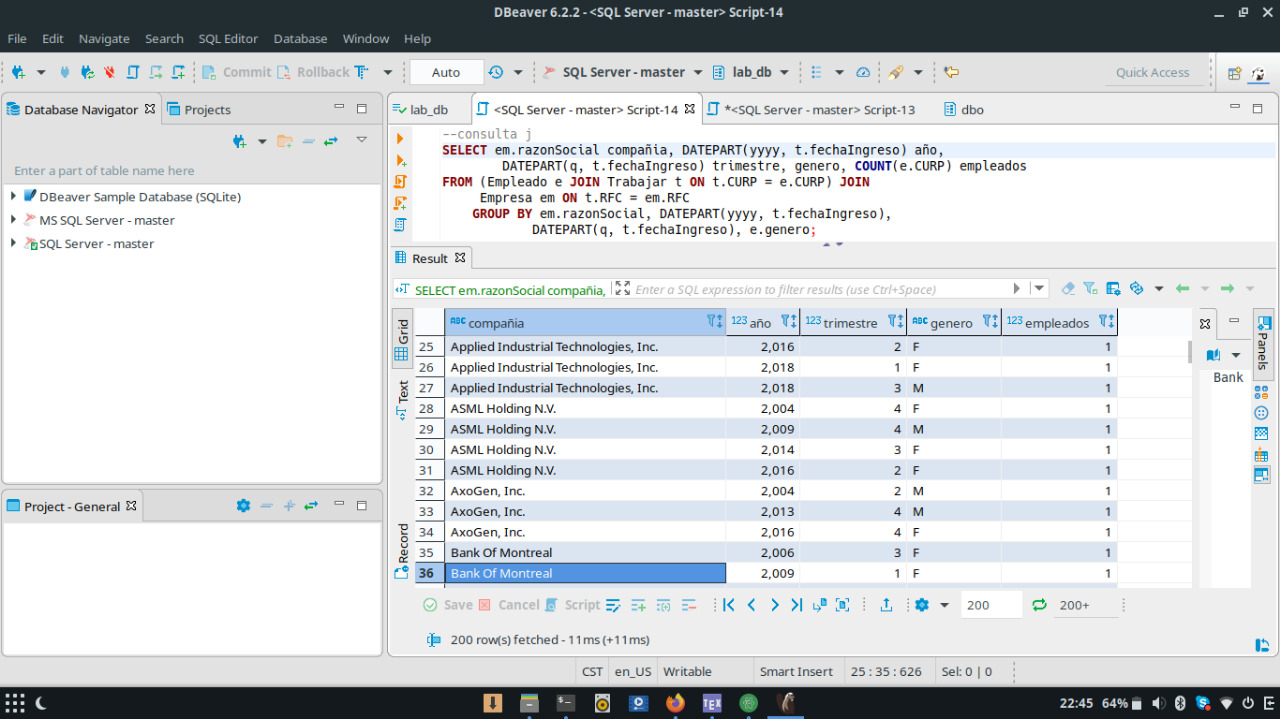 DBeaver 6.2.2 - <SQL Server - master> Script-14
File Edit Navigate Search SQL Editor Database Window Help
Commit Rollback Auto SQL Server - master lab_db Quick Access
Database Navigator Projects
Enter a part of table name here
DBeaver Sample Database (SQLite)
MS SQL Server - master
SQL Server - master
Project - General
lab_db <SQL Server - master> Script-14 *<SQL Server - master> Script-13 dbo
--consulta j
SELECT em.razonSocial compañia, DATEPART(yyyy, t.fechaIngreso) año,
DATEPART(q, t.fechaIngreso) trimestre, genero, COUNT(e.CURP) empleados
FROM (Empleado e JOIN Trabajar t ON t.CURP = e.CURP) JOIN
Empresa em ON t.RFC = em.RFC
GROUP BY em.razonSocial, DATEPART(yyyy, t.fechaIngreso),
DATEPART(q, t.fechaIngreso), e.genero;
Result
SELECT em.razonSocial compañia, Enter a SQL expression to filter results (use Ctrl+Space)
Grid
Text
Record
ABC compañia 123 año 123 trimestre ABC genero 123 empleados
25 Applied Industrial Technologies, Inc. 2,016 2 F 1
26 Applied Industrial Technologies, Inc. 2,018 1 F 1
27 Applied Industrial Technologies, Inc. 2,018 3 M 1
28 ASML Holding N.V. 2,004 4 F 1
29 ASML Holding N.V. 2,009 4 M 1
30 ASML Holding N.V. 2,014 3 F 1
31 ASML Holding N.V. 2,016 2 F 1
32 AxoGen, Inc. 2,004 2 M 1
33 AxoGen, Inc. 2,013 4 M 1
34 AxoGen, Inc. 2,016 4 F 1
35 Bank Of Montreal 2,006 3 F 1
36 Bank Of Montreal 2,009 1 F 1
Panels
Bank
Save Cancel Script 200 200+
200 row(s) fetched - 11ms (+11ms)
CST en_US Writable Smart Insert 25 : 35 : 626 Sel: 0 | 0
TEX
22:45 64%